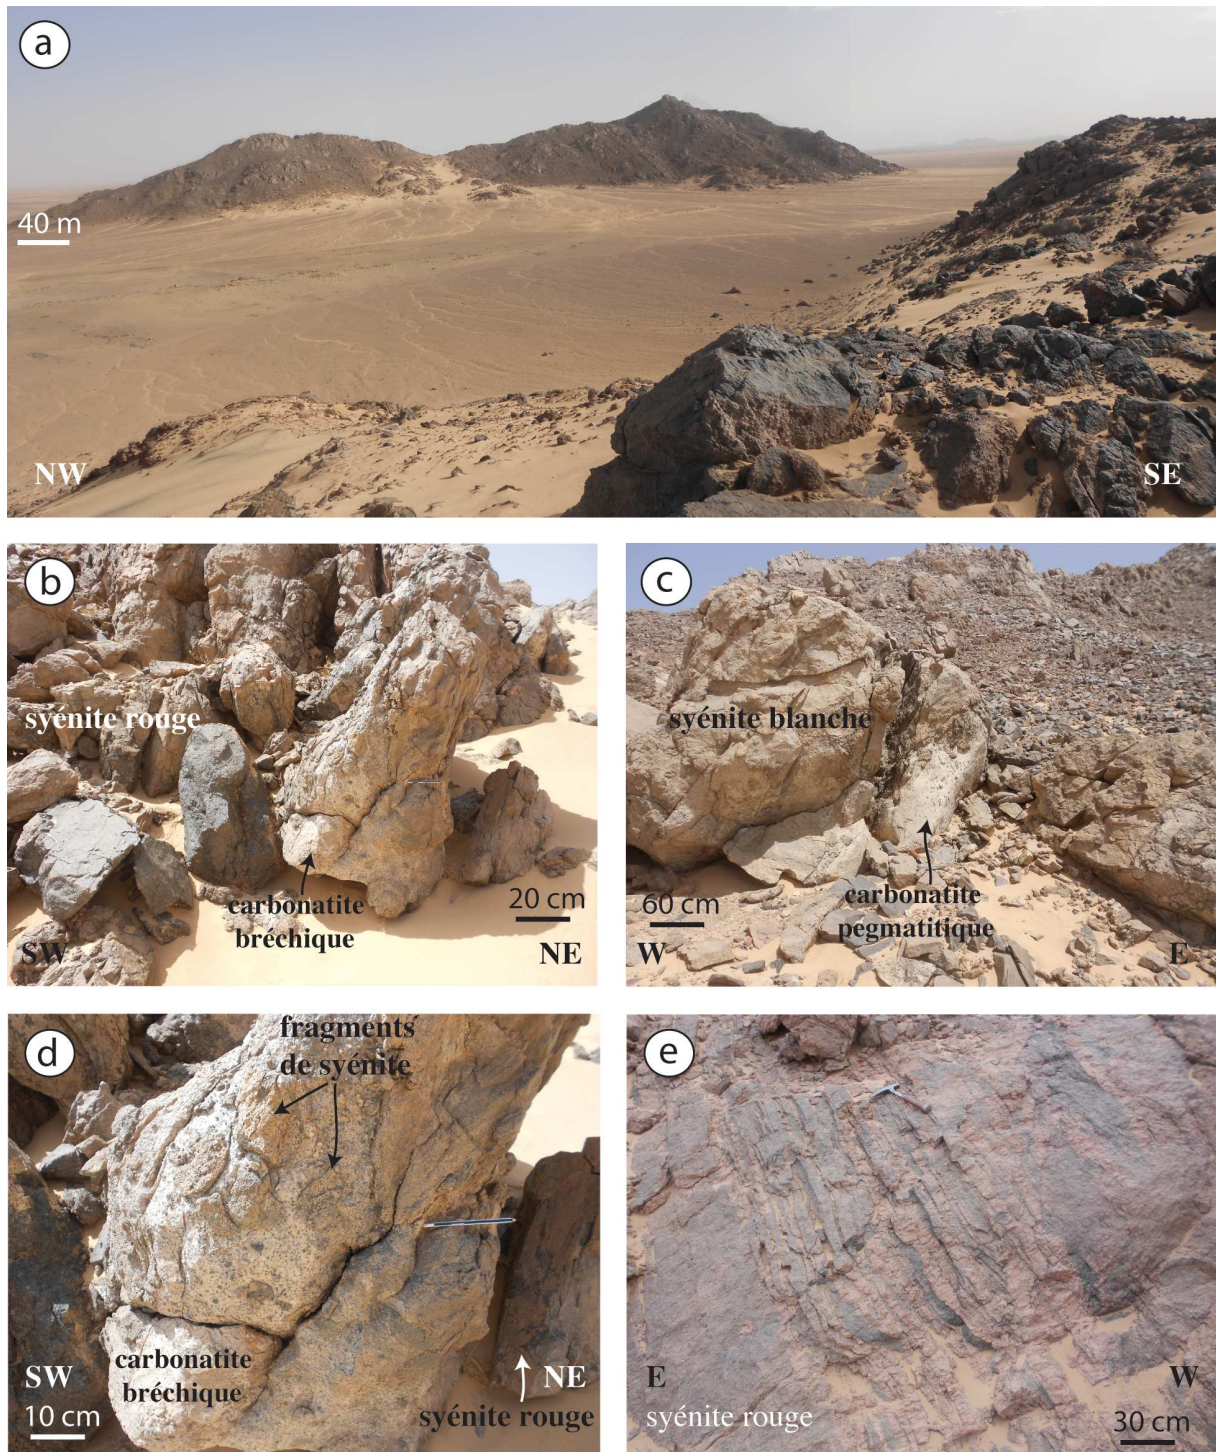 a
40 m
NW
SE
b
syénite rouge
carbonatite
bréchique
20 cm
SW
NE
c
syénite blanche
carbonatite
pegmatitique
60 cm
W
E
d
fragments
de syénite
carbonatite
bréchique
SW
10 cm
NE
syénite rouge
e
E
W
syénite rouge
30 cm